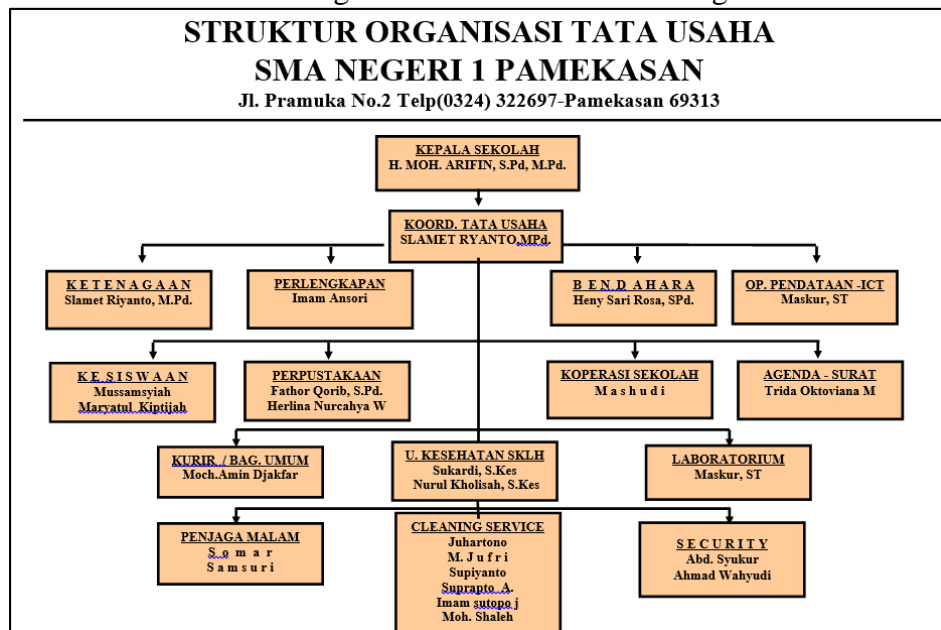 STRUKTUR ORGANISASI TATA USAHA
SMA NEGERI 1 PAMEKASAN
Jl. Pramuka No.2 Telp(0324) 322697-Pamekasan 69313
KEPALA SEKOLAH
H. MOH. ARIFIN, S.Pd, M.Pd.
KOORD. TATA USAHA
SLAMET RYANTO,MPd.
K E T E N A G A A N
Slamet Riyanto, M.Pd.
PERLENGKAPAN
Imam Ansori
B E N.D A H A R A
Heny Sari Rosa, SPd.
OP. PENDATAAN -ICT
Maskur, ST
K E .S I S W A A N
Mussamsyiah
Maryatul Kiptijah
PERPUSTAKAAN
Fathor Qorib, S.Pd.
Herlina Nurcahya W
KOPERASI SEKOLAH
M a s h u d i
AGENDA - SURAT
Trida Oktoviana M
KURIR / BAG. UMUM
Moch.Amin Djakfar
U. KESEHATAN SKLH
Sukardi, S.Kes
Nurul Kholisah, S.Kes
LABORATORIUM
Maskur, ST
PENJAGA MALAM
S o m a r
S a m s u r i
CLEANING SERVICE
Juhartono
M. J u f r i
Supiyanto
Suprapto A.
Imam sutopo j
Moh. Shaleh
S E C U R I T Y
Abd. Syukur
Ahmad Wahyudi